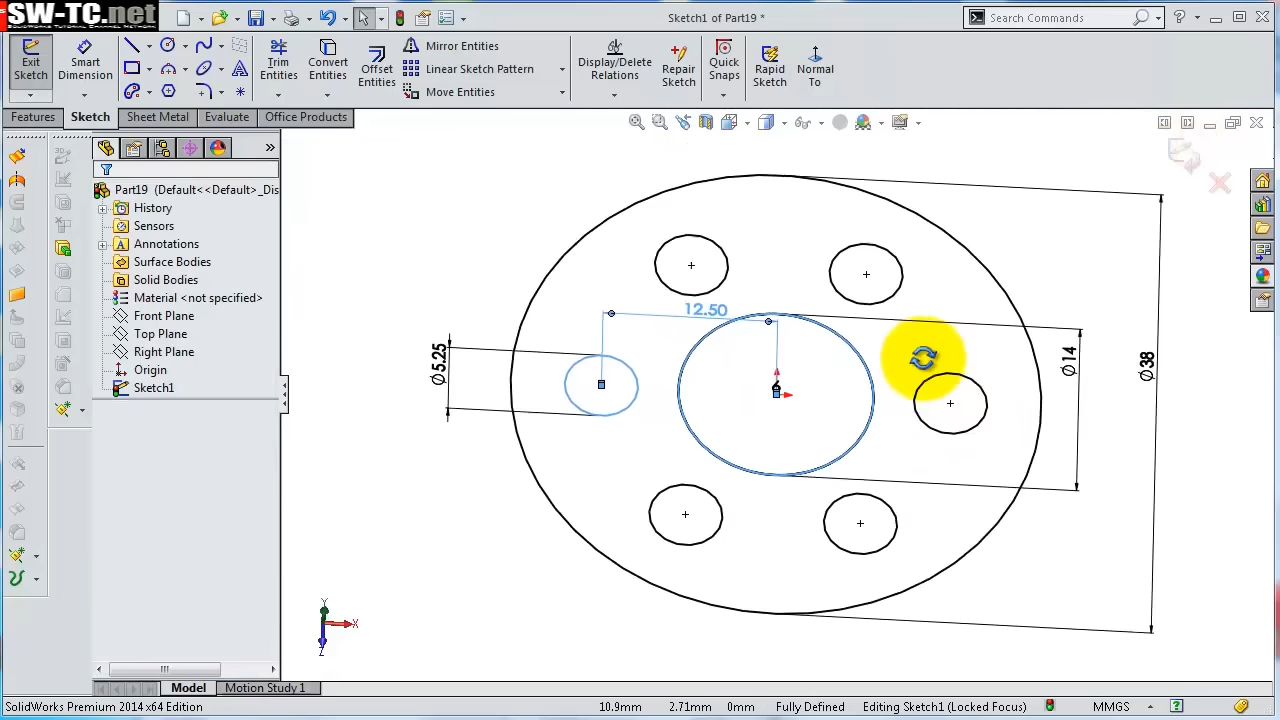 SW-TC.net
SOLIDWORKS TUTORIAL CHANNEL NETWORK
Sketch1 of Part19 *
Search Commands
Exit Sketch
Smart Dimension
Trim Entities
Convert Entities
Offset Entities
Mirror Entities
Linear Sketch Pattern
Move Entities
Display/Delete Relations
Repair Sketch
Quick Snaps
Rapid Sketch
Normal To
Features
Sketch
Sheet Metal
Evaluate
Office Products
Part19 (Default<<Default>_Dis
History
Sensors
Annotations
Surface Bodies
Solid Bodies
Material <not specified>
Front Plane
Top Plane
Right Plane
Origin
Sketch1
12.50
Ø5.25
Ø14
Ø38
Y
X
Z
Model
Motion Study 1
SolidWorks Premium 2014 x64 Edition
10.9mm
2.71mm
0mm
Fully Defined
Editing Sketch1 (Locked Focus)
MMGS